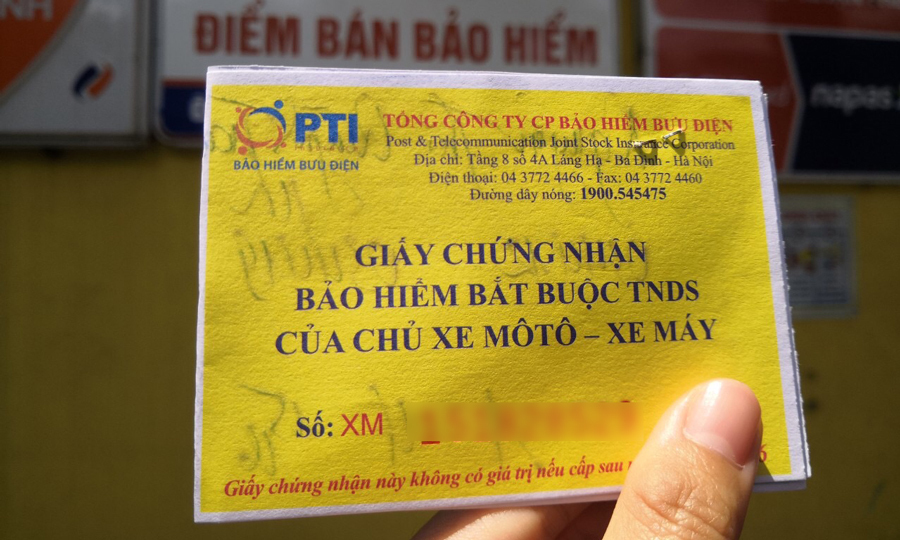 NH
ĐIỂM BÁN BẢO HIỂM
napas
PTI
BẢO HIỂM BƯU ĐIỆN
TỔNG CÔNG TY CP BẢO HIỂM BƯU ĐIỆN
Post & Telecommunication Joint Stock Insurance Corporation
Địa chỉ: Tầng 8 số 4A Láng Hạ - Ba Đình - Hà Nội
Điện thoại: 04 3772 4466 - Fax: 04 3772 4460
Đường dây nóng: 1900.545475
GIẤY CHỨNG NHẬN
BẢO HIỂM BẮT BUỘC TNDS
CỦA CHỦ XE MÔTÔ – XE MÁY
Số: XM
Giấy chứng nhận này không có giá trị nếu cấp sau